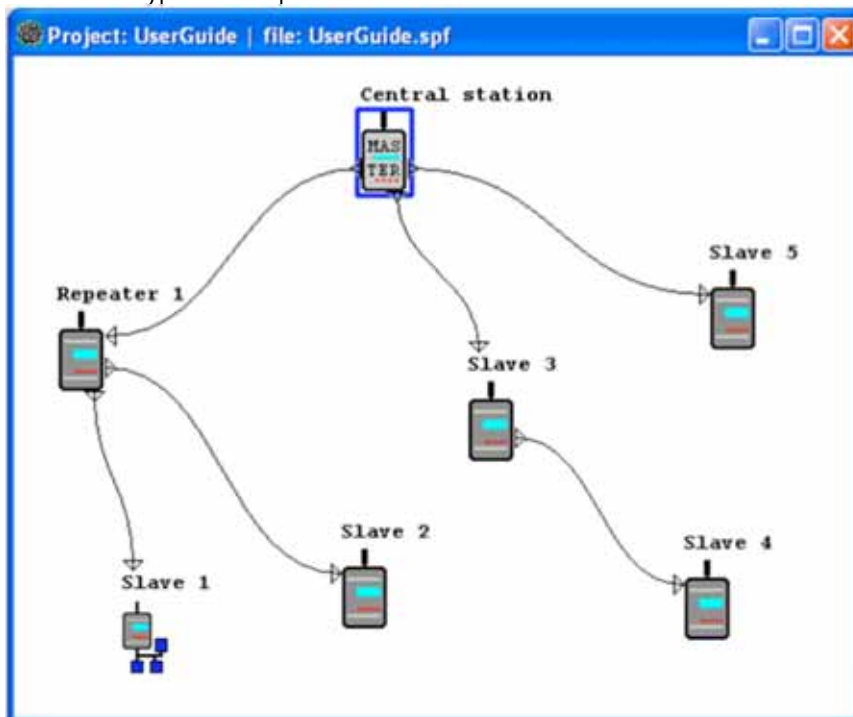 Project: UserGuide | file: UserGuide.spf
Central station
MAS
TER
Slave 5
Repeater 1
Slave 3
Slave 2
Slave 4
Slave 1